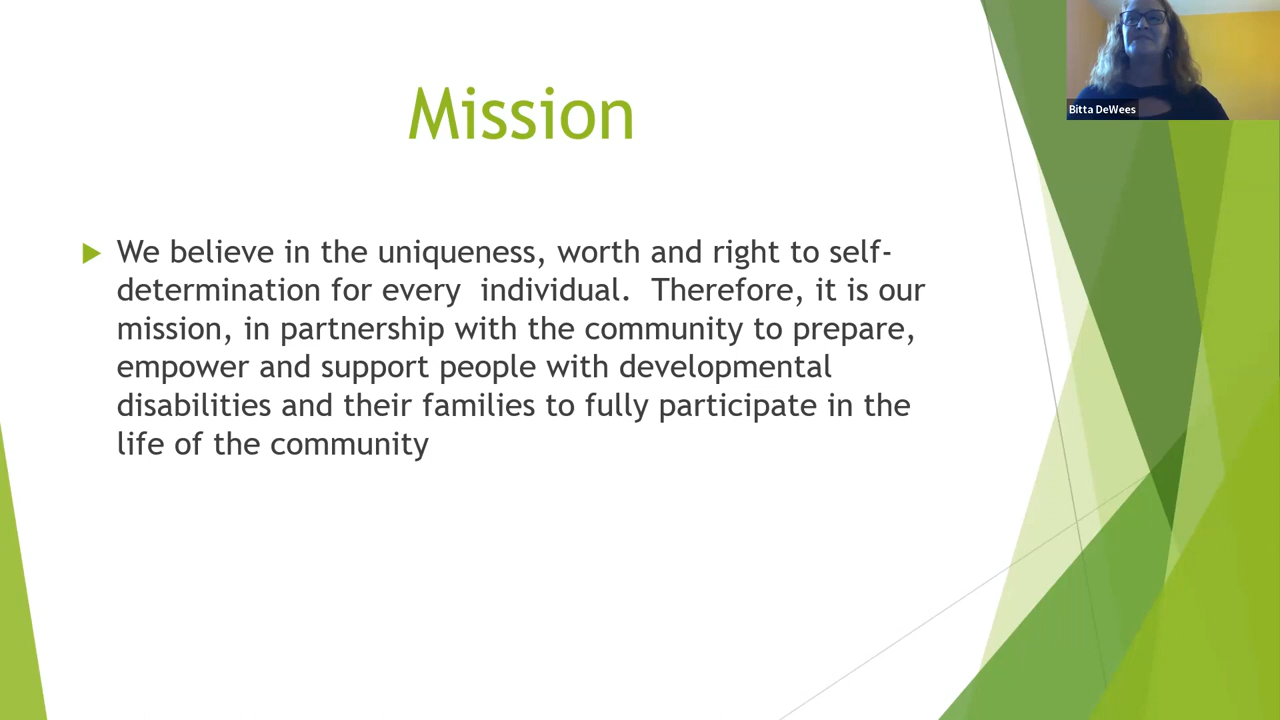 Mission
We believe in the uniqueness, worth and right to self-
determination for every  individual.  Therefore, it is our
mission, in partnership with the community to prepare,
empower and support people with developmental
disabilities and their families to fully participate in the
life of the community
Bitta DeWees